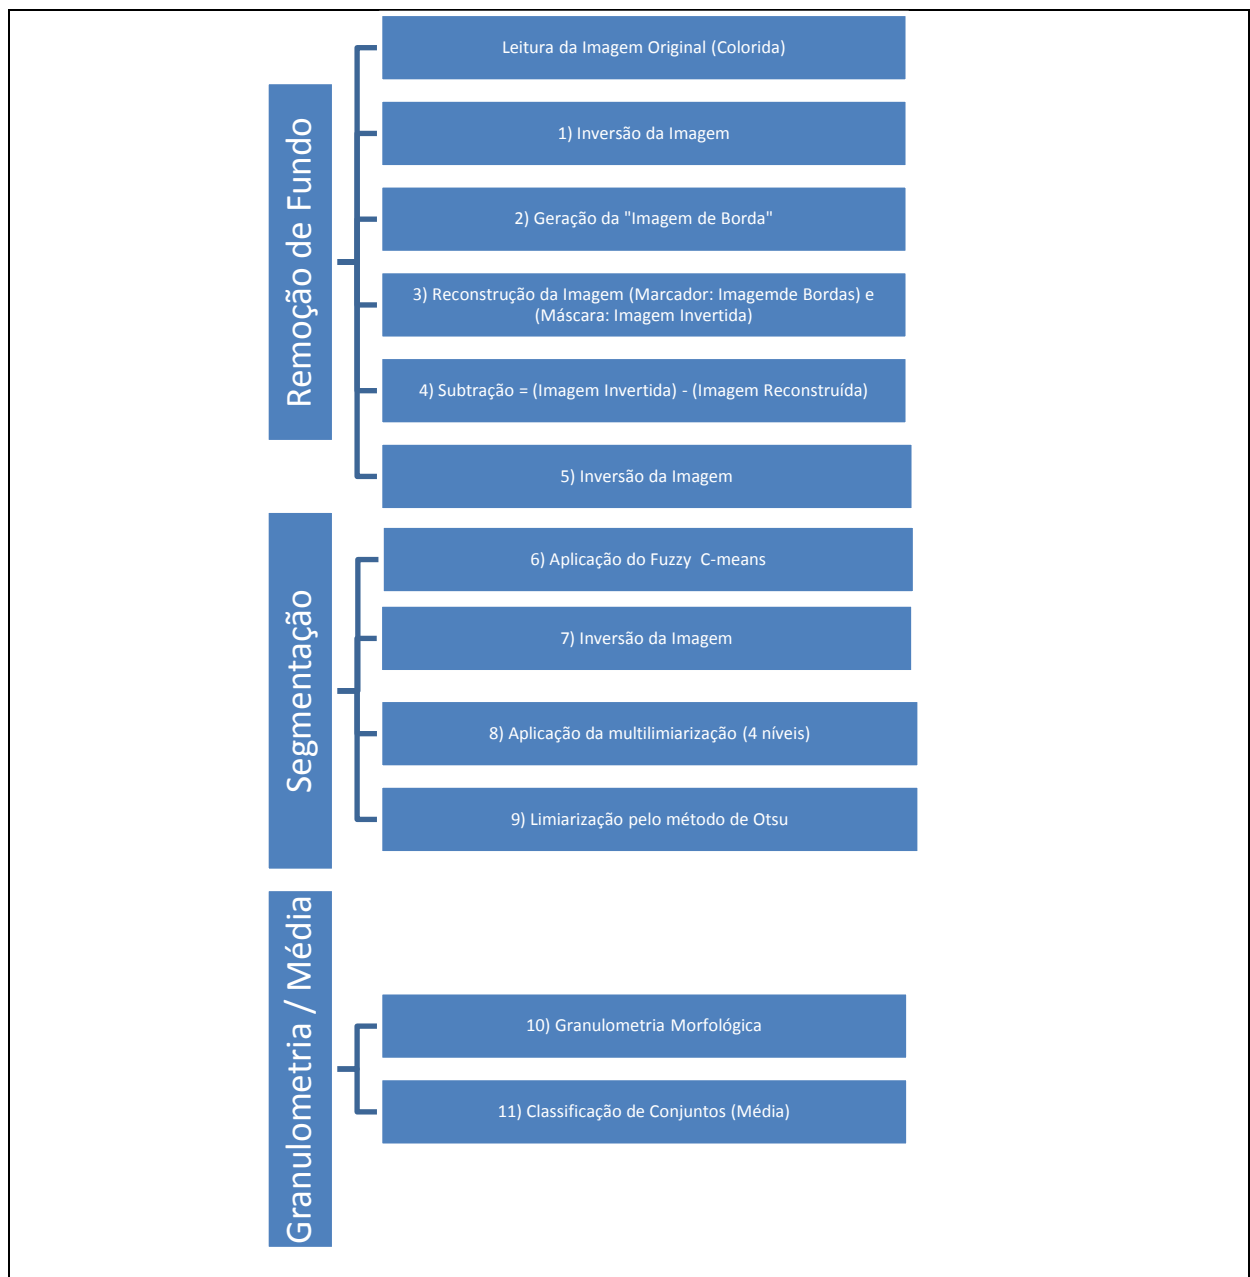 Remoção de Fundo
Leitura da Imagem Original (Colorida)
1) Inversão da Imagem
2) Geração da "Imagem de Borda"
3) Reconstrução da Imagem (Marcador: Imagemde Bordas) e
(Máscara: Imagem Invertida)
4) Subtração = (Imagem Invertida) - (Imagem Reconstruída)
5) Inversão da Imagem
Segmentação
6) Aplicação do Fuzzy  C-means
7) Inversão da Imagem
8) Aplicação da multilimiarização (4 níveis)
9) Limiarização pelo método de Otsu
Granulometria / Média
10) Granulometria Morfológica
11) Classificação de Conjuntos (Média)